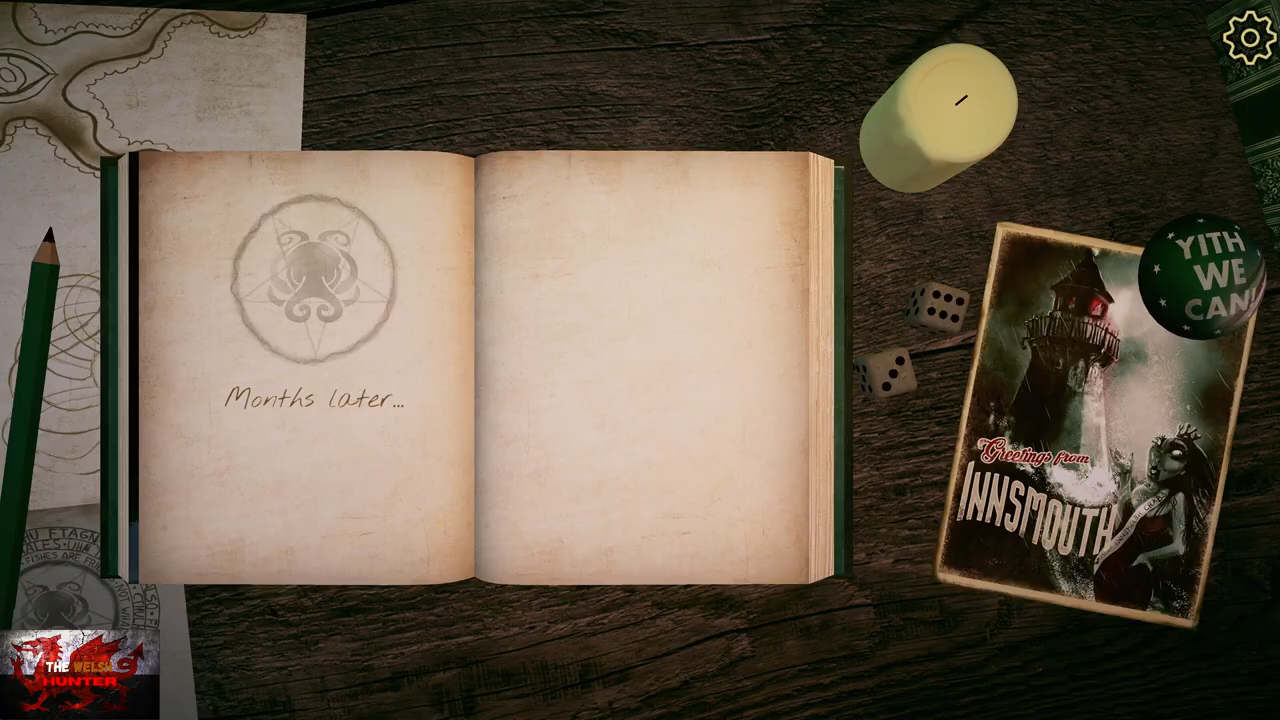 Months later...
YITH
WE
CAN!
Greetings from
INNSMOUTH
THE WELSH
HUNTER